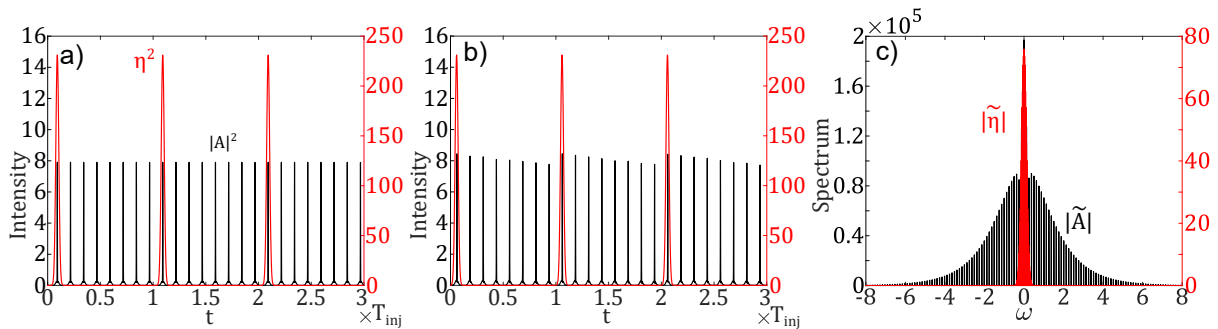 a)
η²
|A|²
Intensity
16
14
12
10
8
6
4
2
0
250
200
150
100
50
0
0 0.5 1 1.5 2 2.5 3
t
×T_inj
b)
Intensity
16
14
12
10
8
6
4
2
0
250
200
150
100
50
0
0 0.5 1 1.5 2 2.5 3
t
×T_inj
c)
2×10⁵
1.6
1.2
0.8
0.4
0
Spectrum
|η̃|
|Ã|
80
60
40
20
0
-8 -6 -4 -2 0 2 4 6 8
ω